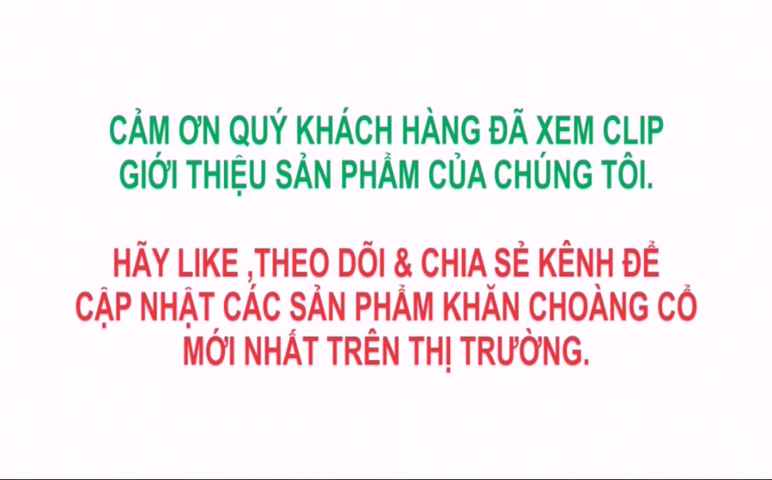 CẢM ƠN QUÝ KHÁCH HÀNG ĐÃ XEM CLIP
GIỚI THIỆU SẢN PHẨM CỦA CHÚNG TÔI.
HÃY LIKE ,THEO DÕI & CHIA SẺ KÊNH ĐỂ
CẬP NHẬT CÁC SẢN PHẨM KHĂN CHOÀNG CỔ
MỚI NHẤT TRÊN THỊ TRƯỜNG.